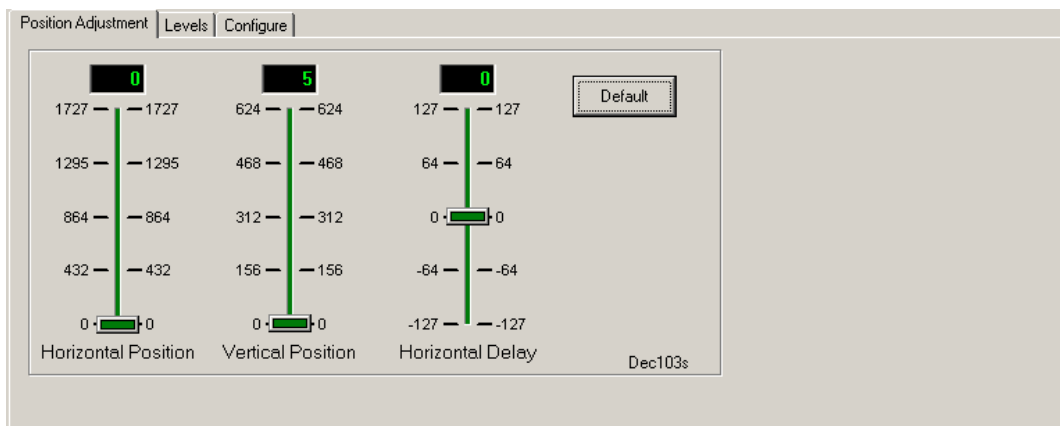 Position Adjustment Levels Configure
0 5 0
Default
1727 1727 624 624 127 127
1295 1295 468 468 64 64
864 864 312 312 0 0
432 432 156 156 -64 -64
0 0 0 0 -127 -127
Horizontal Position Vertical Position Horizontal Delay
Dec103s